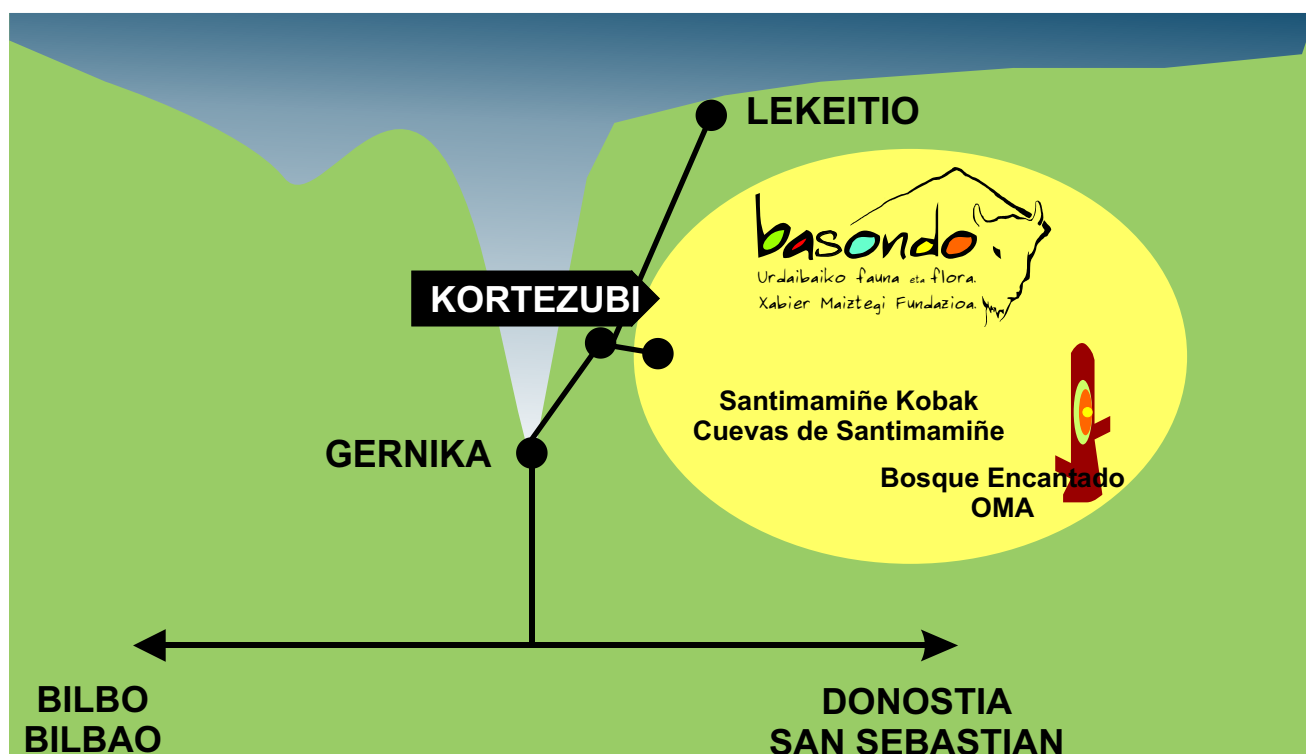 LEKEITIO
basondo
Urdaibaiko fauna eta flora.
Xabier Maiztegi Fundazioa.
KORTEZUBI
Santimamiñe Kobak
Cuevas de Santimamiñe
GERNIKA
Bosque Encantado
OMA
BILBO
BILBAO
DONOSTIA
SAN SEBASTIAN